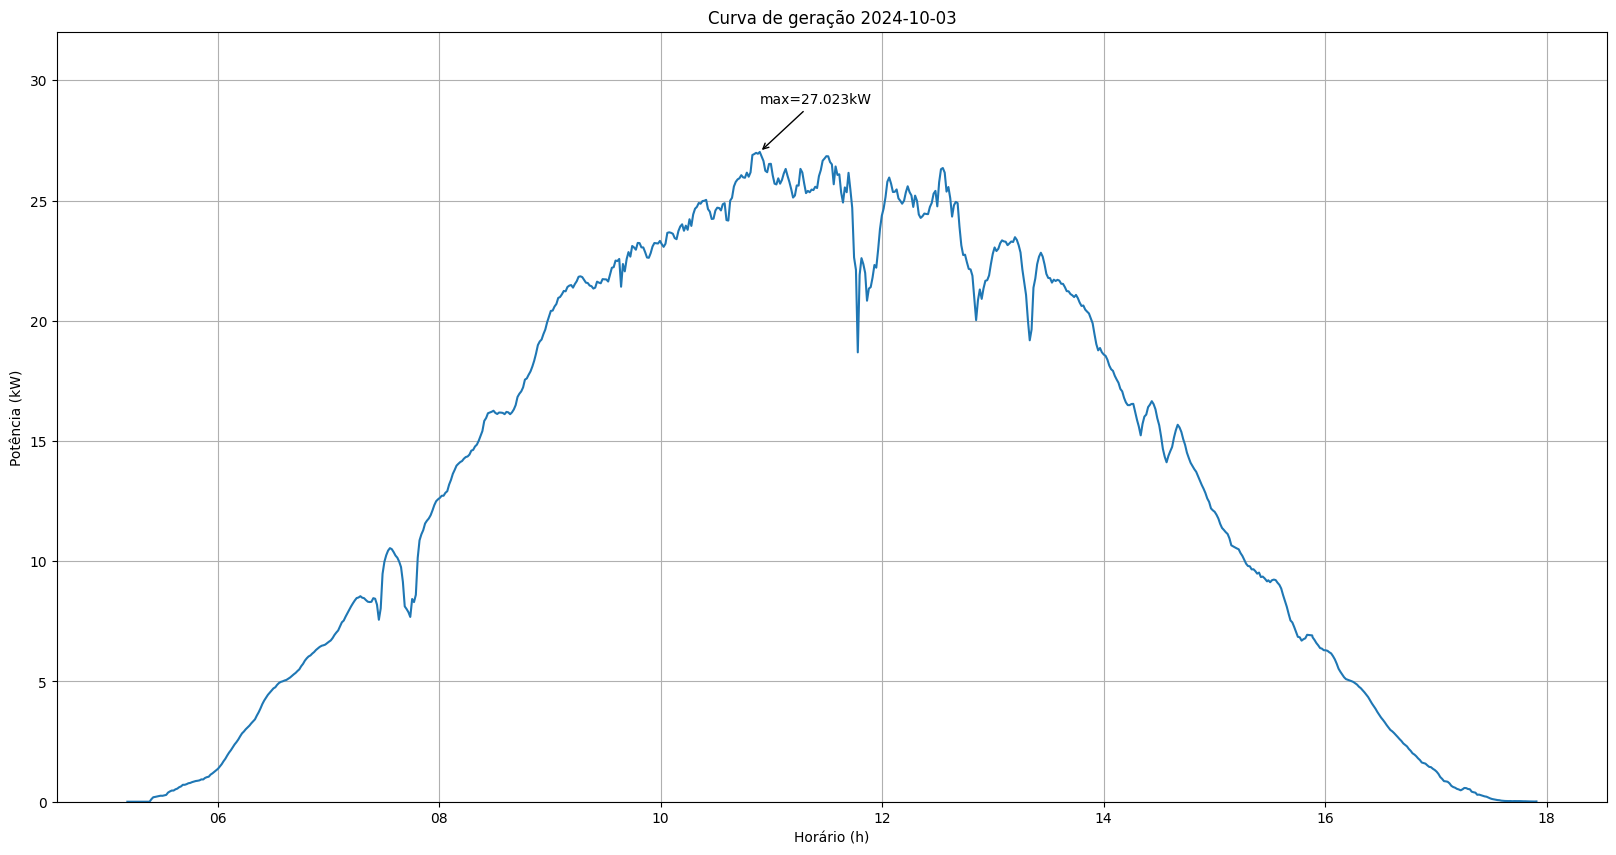 Curva de geração 2024-10-03
30
max=27.023kW
25
20
15
10
5
0
Potência (kW)
06 08 10 12 14 16 18
Horário (h)